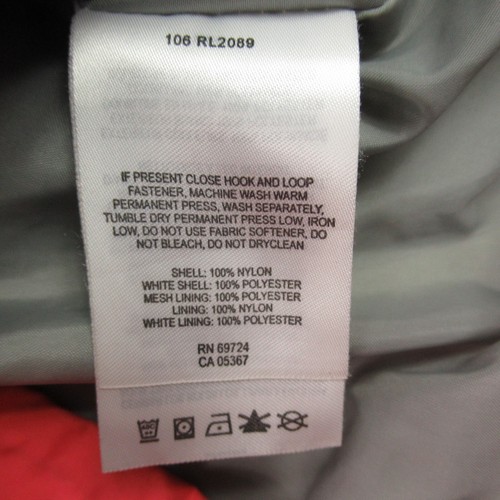 106 RL2089
IF PRESENT CLOSE HOOK AND LOOP
FASTENER, MACHINE WASH WARM
PERMANENT PRESS, WASH SEPARATELY,
TUMBLE DRY PERMANENT PRESS LOW, IRON
LOW, DO NOT USE FABRIC SOFTENER, DO
NOT BLEACH, DO NOT DRYCLEAN
SHELL: 100% NYLON
WHITE SHELL: 100% POLYESTER
MESH LINING: 100% POLYESTER
LINING: 100% NYLON
WHITE LINING: 100% POLYESTER
RN 69724
CA 05367